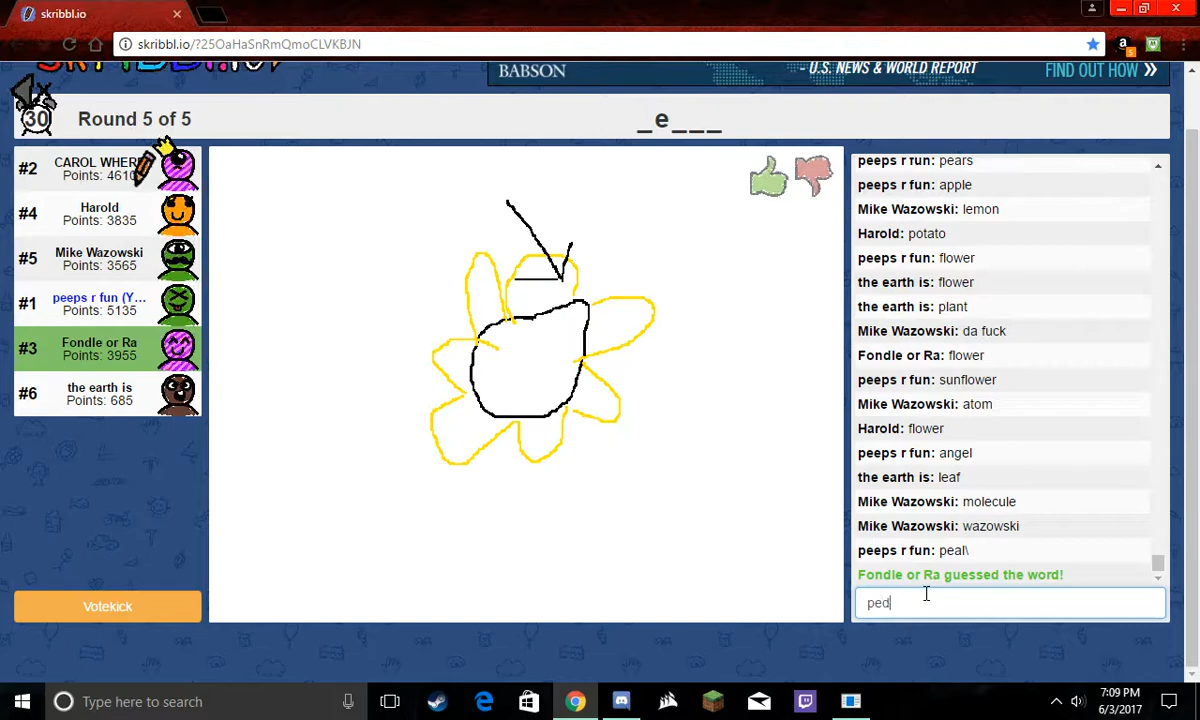 skribbl.io
skribbl.io/?25OaHaSnRmQmoCLVKBJN
BABSON
- U.S. NEWS & WORLD REPORT
FIND OUT HOW »
30
Round 5 of 5
_e___
#2 CAROL WHER
Points: 4610
#4 Harold
Points: 3835
#5 Mike Wazowski
Points: 3565
#1 peeps r fun (Y...
Points: 5135
#3 Fondle or Ra
Points: 3955
#6 the earth is
Points: 685
Votekick
peeps r fun: pears
peeps r fun: apple
Mike Wazowski: lemon
Harold: potato
peeps r fun: flower
the earth is: flower
the earth is: plant
Mike Wazowski: da fuck
Fondle or Ra: flower
peeps r fun: sunflower
Mike Wazowski: atom
Harold: flower
peeps r fun: angel
the earth is: leaf
Mike Wazowski: molecule
Mike Wazowski: wazowski
peeps r fun: peal\
Fondle or Ra guessed the word!
ped
Type here to search
7:09 PM
6/3/2017